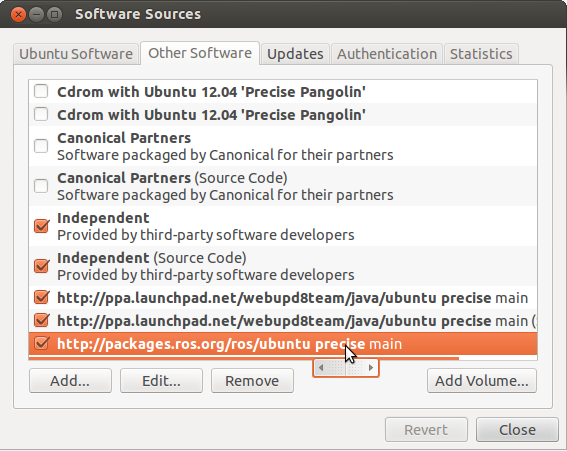 Software Sources
Ubuntu Software Other Software Updates Authentication Statistics
Cdrom with Ubuntu 12.04 'Precise Pangolin'
Cdrom with Ubuntu 12.04 'Precise Pangolin'
Canonical Partners
Software packaged by Canonical for their partners
Canonical Partners (Source Code)
Software packaged by Canonical for their partners
Independent
Provided by third-party software developers
Independent (Source Code)
Provided by third-party software developers
http://ppa.launchpad.net/webupd8team/java/ubuntu precise main
http://ppa.launchpad.net/webupd8team/java/ubuntu precise main (
http://packages.ros.org/ros/ubuntu precise main
Add... Edit... Remove Add Volume...
Revert Close